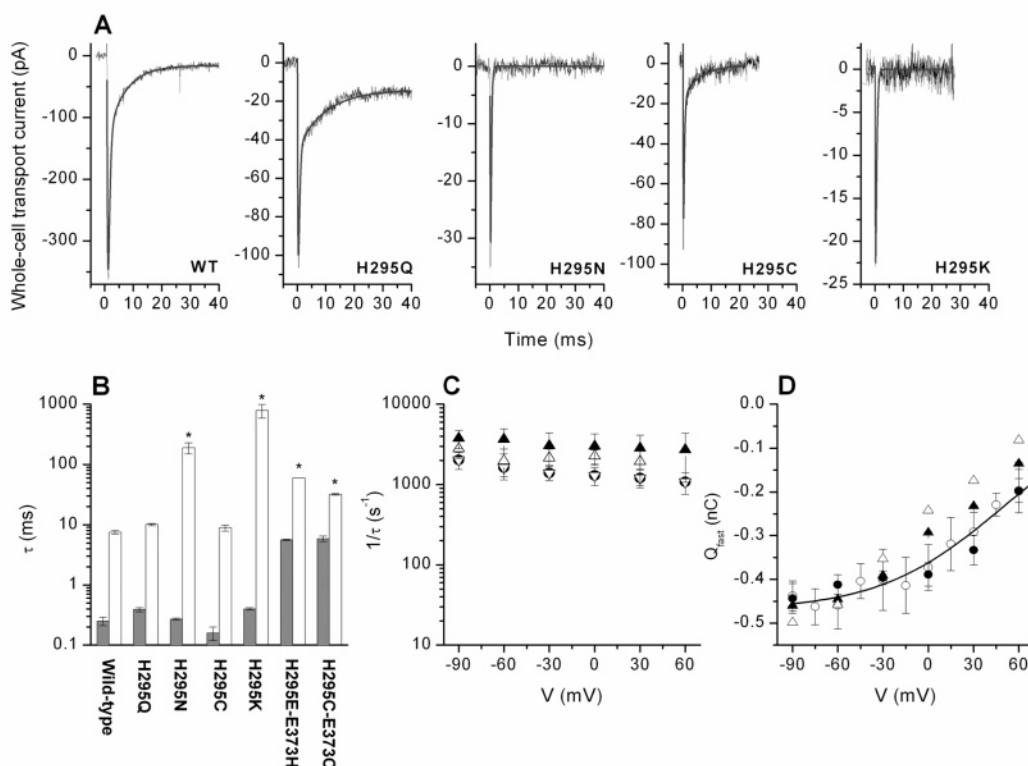 A
Whole-cell transport current (pA)
0
-100
-200
-300
0 10 20 30 40
WT
0
-20
-40
-60
-80
-100
0 10 20 30 40
H295Q
0
-10
-20
-30
0 10 20 30 40
H295N
0
-20
-40
-60
-80
-100
0 10 20 30 40
H295C
5
0
-5
-10
-15
-20
-25
0 10 20 30 40
H295K
Time (ms)
B
τ (ms)
1000
100
10
1
0.1
*
*
*
*
Wild-type
H295Q
H295N
H295C
H295K
H295E-E373H
C
1/τ (s⁻¹)
10000
1000
100
10
-90 -60 -30 0 30 60
V (mV)
D
Q_fast (nC)
0.0
-0.1
-0.2
-0.3
-0.4
-0.5
-90 -60 -30 0 30 60
V (mV)